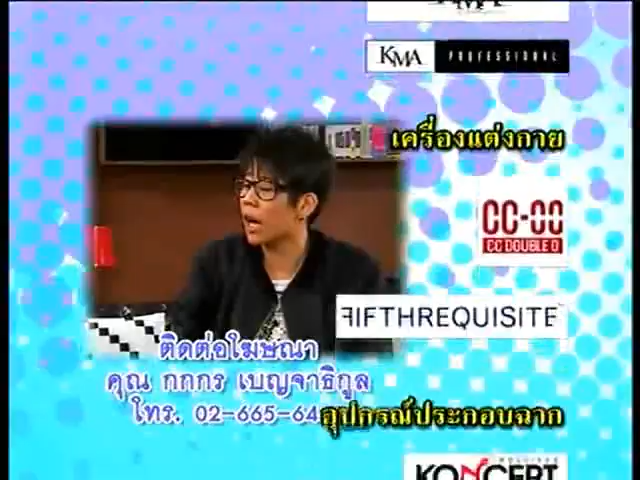 KMA PROFESSIONAL
เครื่องแต่งกาย
CC-OO
CC DOUBLE O
FIFTHREQUISITE
ติดต่อโฆษณา
คุณ กกกร เบญจาธิกูล
โทร. 02-665-64
อุปกรณ์ประกอบฉาก
KONCERT